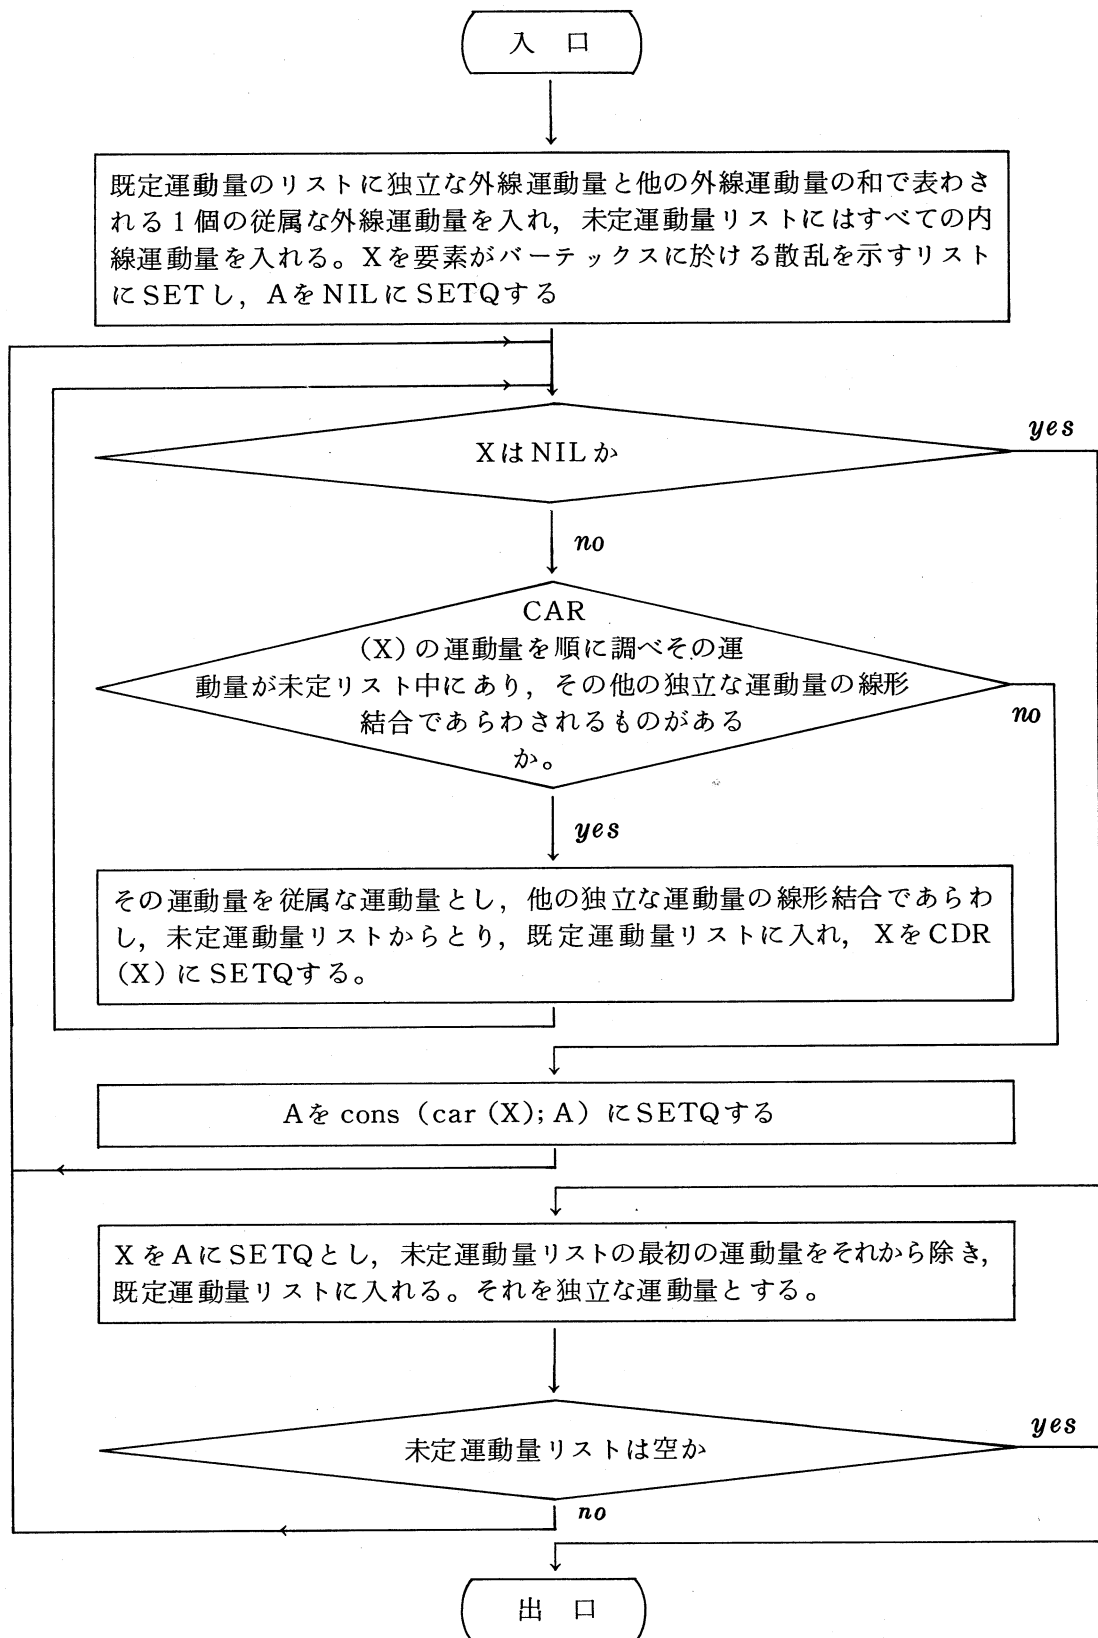 入 口
既定運動量のリストに独立な外線運動量と他の外線運動量の和で表わさ
れる1個の従属な外線運動量を入れ，未定運動量リストにはすべての内
線運動量を入れる。Xを要素がバーテックスに於ける散乱を示すリスト
にSETし，AをNILにSETQする
XはNILか
yes
no
CAR
(X)の運動量を順に調べその運
動量が未定リスト中にあり，その他の独立な運動量の線形
結合であらわされるものがある
か。
no
yes
その運動量を従属な運動量とし，他の独立な運動量の線形結合であらわ
し，未定運動量リストからとり，既定運動量リストに入れ，XをCDR
(X)にSETQする。
Aをcons (car (X); A) にSETQする
XをAにSETQとし，未定運動量リストの最初の運動量をそれから除き，
既定運動量リストに入れる。それを独立な運動量とする。
未定運動量リストは空か
yes
no
出 口